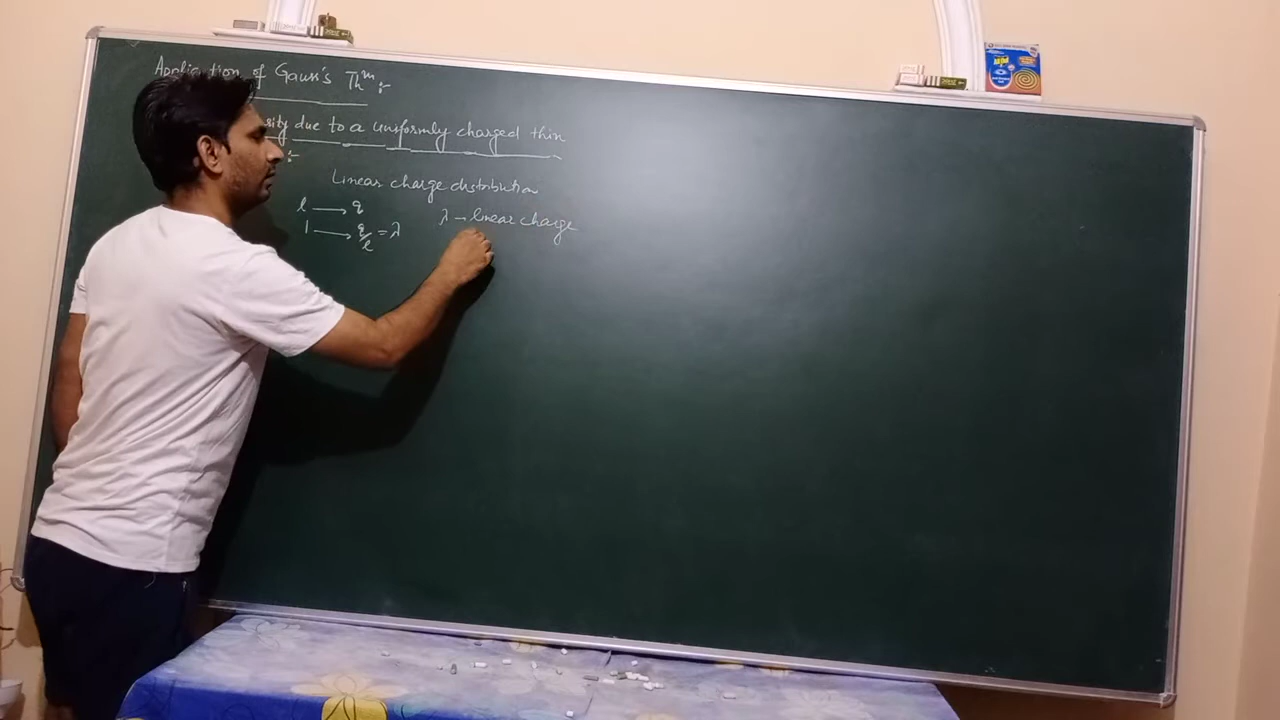 Application of Gauss's Thm :-
sity due to a uniformly charged thin
:-
Linear charge distribution
l → q
λ → linear charge
1 → q/l = λ